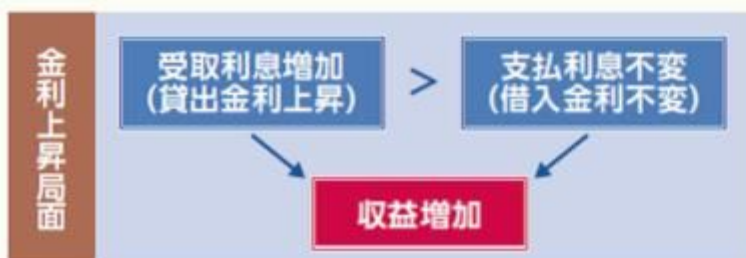 金利上昇局面
受取利息増加
(貸出金利上昇)
>
支払利息不変
(借入金利不変)
収益増加